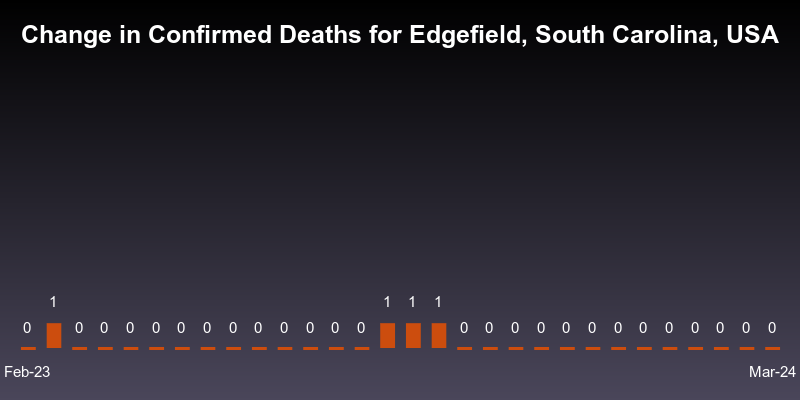 Change in Confirmed Deaths for Edgefield, South Carolina, USA
1 1 1 1
0 0 0 0 0 0 0 0 0 0 0 0 0 0 0 0 0 0 0 0 0 0 0 0 0 0
Feb-23 Mar-24